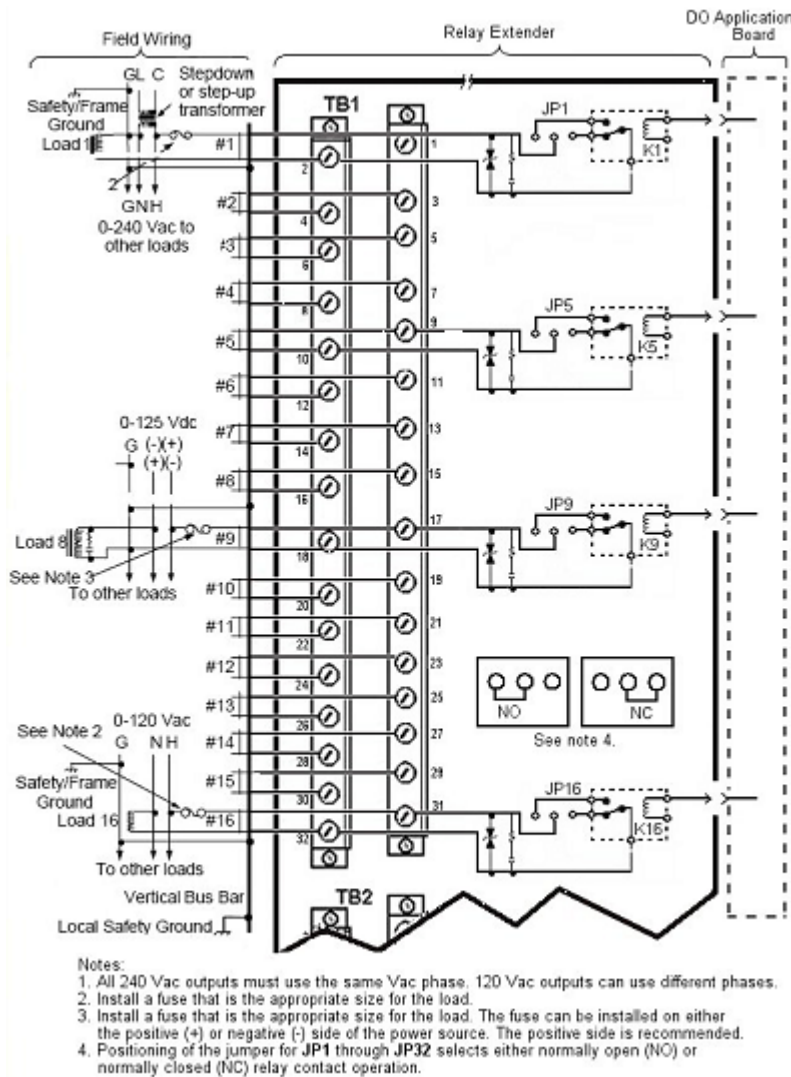 Field Wiring
Relay Extender
DO Application
Board
GL C
Stepdown
or step-up
transformer
Safety/Frame
Ground
Load 1
2
GNH
0-240 Vac to
other loads
TB1
JP1
K1
#1
1
2
#2
3
4
#3
5
6
#4
7
8
JP5
K5
#5
9
10
#6
11
12
#7
13
14
#8
15
16
0-125 Vdc
G (-)(+)
(+)(-)
Load 8
See Note 3
To other loads
JP9
K9
#9
17
18
#10
19
20
#11
21
22
#12
23
24
#13
25
26
#14
27
28
#15
29
30
NO
NC
See note 4.
See Note 2
0-120 Vac
G N H
Safety/Frame
Ground
Load 16
To other loads
JP16
K16
#16
31
32
Vertical Bus Bar
Local Safety Ground
TB2
Notes:
1. All 240 Vac outputs must use the same Vac phase. 120 Vac outputs can use different phases.
2. Install a fuse that is the appropriate size for the load.
3. Install a fuse that is the appropriate size for the load. The fuse can be installed on either
the positive (+) or negative (-) side of the power source. The positive side is recommended.
4. Positioning of the jumper for JP1 through JP32 selects either normally open (NO) or
normally closed (NC) relay contact operation.